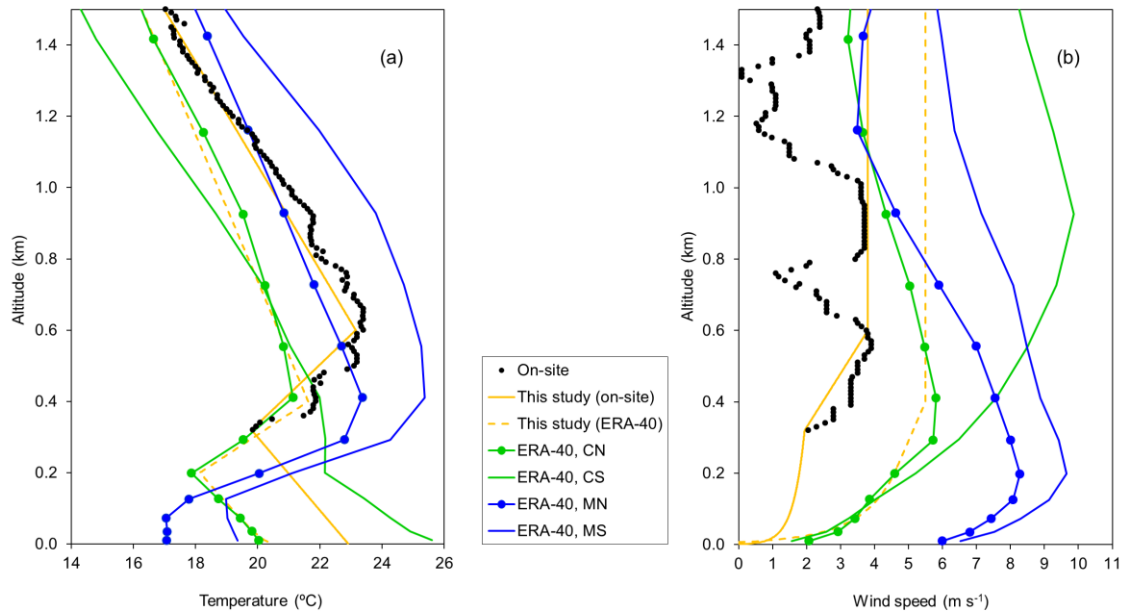 (a)
1.4
1.2
1.0
0.8
0.6
0.4
0.2
0.0
Altitude (km)
14 16 18 20 22 24 26
Temperature (ºC)
On-site
This study (on-site)
This study (ERA-40)
ERA-40, CN
ERA-40, CS
ERA-40, MN
ERA-40, MS
(b)
1.4
1.2
1.0
0.8
0.6
0.4
0.2
0.0
Altitude (km)
0 1 2 3 4 5 6 7 8 9 10 11
Wind speed (m s⁻¹)